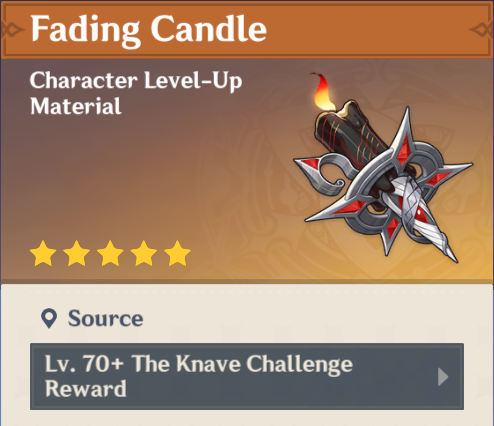 Fading Candle
Character Level-Up
Material
Source
Lv. 70+ The Knave Challenge
Reward